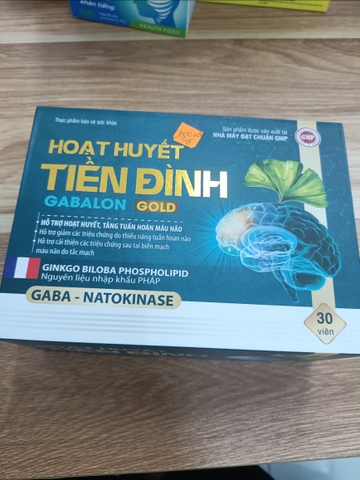 Khản tiếng
Thực phẩm bảo vệ sức khỏe
Sản phẩm được sản xuất tại
NHÀ MÁY ĐẠT CHUẨN GMP
GMP
HOẠT HUYẾT
TIỀN ĐÌNH
GABALON GOLD
• HỖ TRỢ HOẠT HUYẾT, TĂNG TUẦN HOÀN MÁU NÃO
• Hỗ trợ giảm các triệu chứng do thiểu năng tuần hoàn não
• Hỗ trợ cải thiện các triệu chứng sau tai biến mạch
máu não do tắc mạch
GINKGO BILOBA PHOSPHOLIPID
Nguyên liệu nhập khẩu PHÁP
GABA - NATOKINASE
30
viên